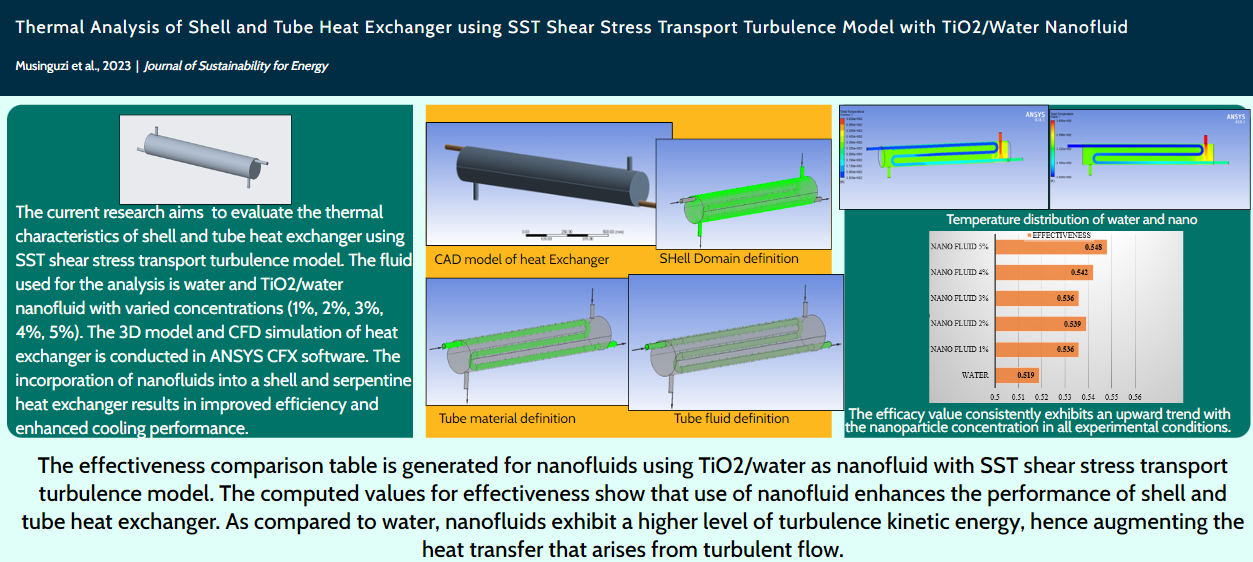 Thermal Analysis of Shell and Tube Heat Exchanger using SST Shear Stress Transport Turbulence Model with TiO2/Water Nanofluid
Musinguzi et al., 2023 | Journal of Sustainability for Energy
The current research aims to evaluate the thermal
characteristics of shell and tube heat exchanger using
SST shear stress transport turbulence model. The fluid
used for the analysis is water and TiO2/water
nanofluid with varied concentrations (1%, 2%, 3%,
4%, 5%). The 3D model and CFD simulation of heat
exchanger is conducted in ANSYS CFX software. The
incorporation of nanofluids into a shell and serpentine
heat exchanger results in improved efficiency and
enhanced cooling performance.
CAD model of heat Exchanger
SHell Domain definition
Tube material definition
Tube fluid definition
ANSYS
ANSYS
Temperature distribution of water and nano
EFFECTIVENESS
NANO FLUID 5% 0.548
NANO FLUID 4% 0.542
NANO FLUID 3% 0.536
NANO FLUID 2% 0.539
NANO FLUID 1% 0.536
WATER 0.519
0.5 0.51 0.52 0.53 0.54 0.55 0.56
The efficacy value consistently exhibits an upward trend with
the nanoparticle concentration in all experimental conditions.
The effectiveness comparison table is generated for nanofluids using TiO2/water as nanofluid with SST shear stress transport
turbulence model. The computed values for effectiveness show that use of nanofluid enhances the performance of shell and
tube heat exchanger. As compared to water, nanofluids exhibit a higher level of turbulence kinetic energy, hence augmenting the
heat transfer that arises from turbulent flow.